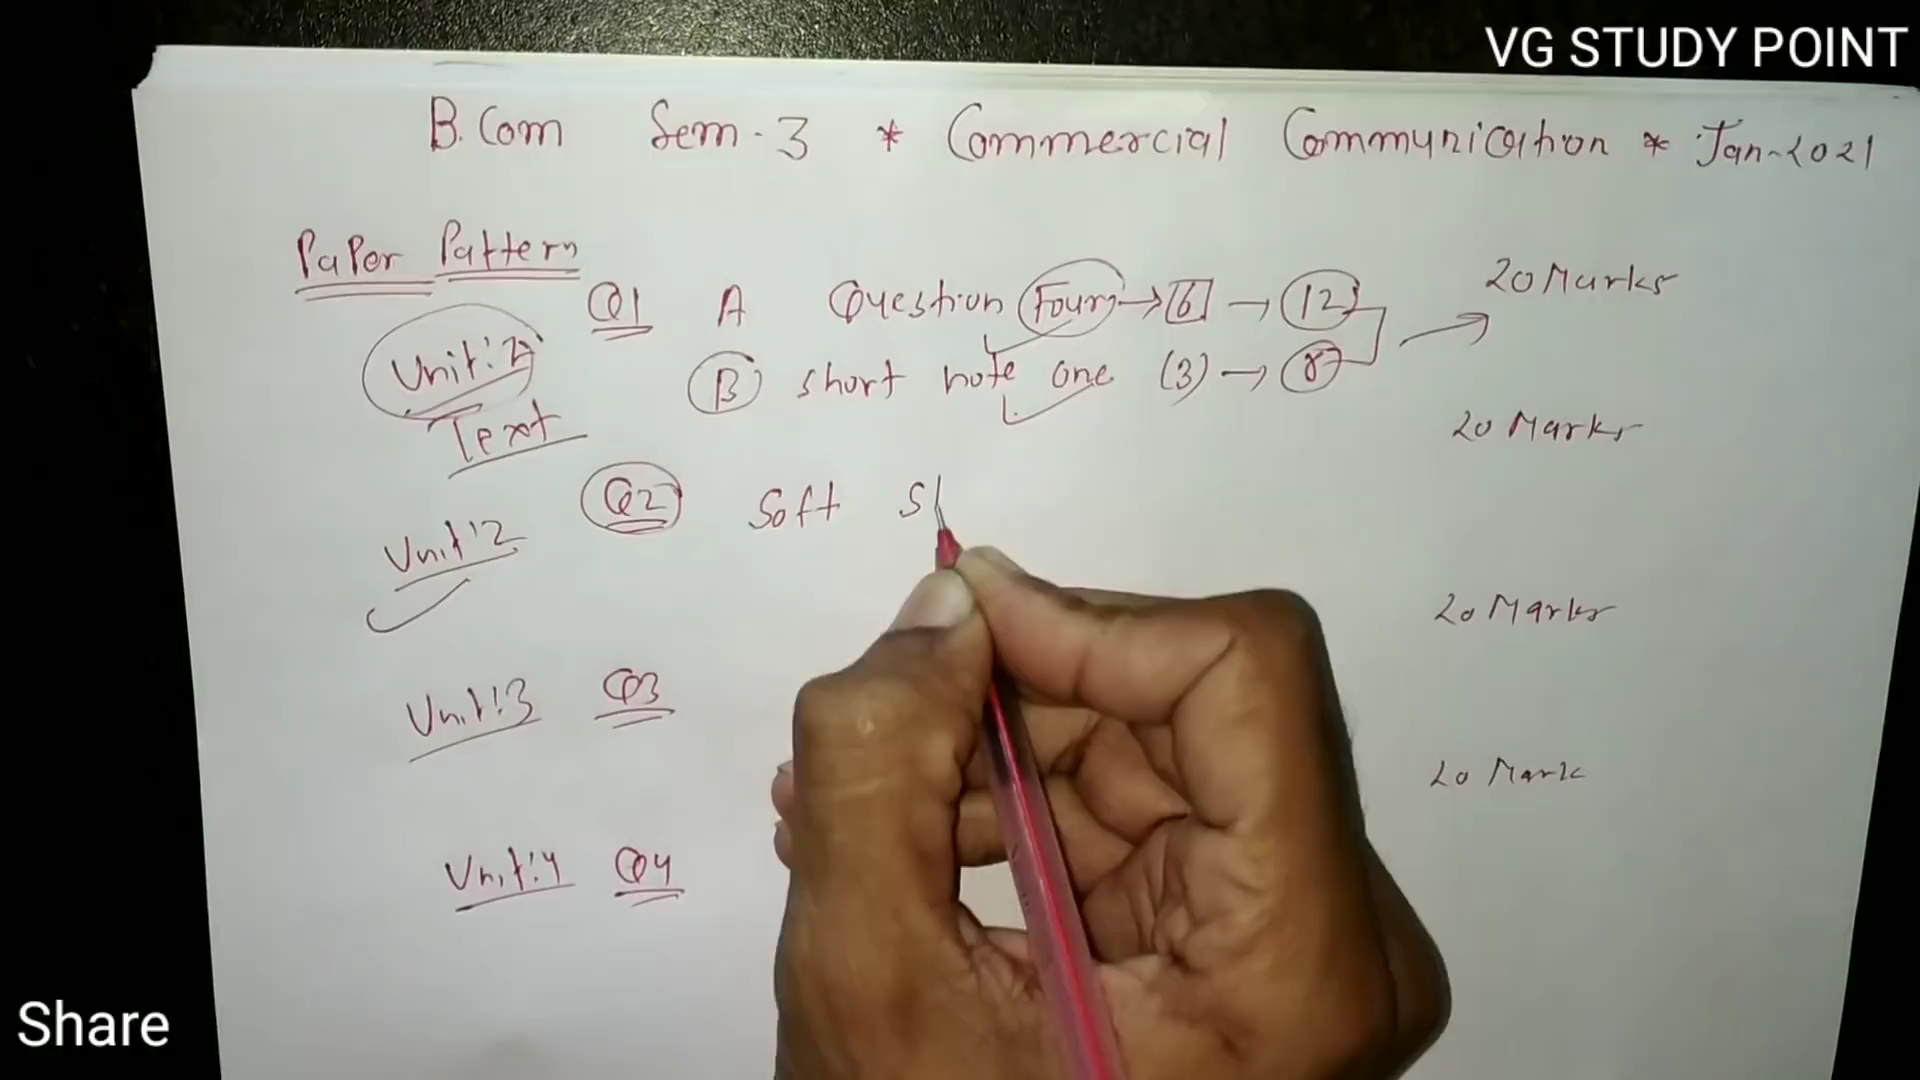 VG STUDY POINT
B.Com Sem-3 * Commercial Communication * Jan-2021
Paper Pattern
Q1 A Question Four → 6 → 12 → 20 Marks
Unit:
B short note one (3) → 8
Text
20 Marks
Q2 Soft
Unit:2
20 Marks
Unit:3 Q3
20 Mark
Unit:4 Q4
Share